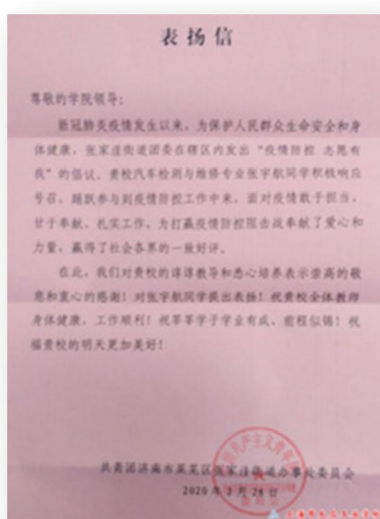 表扬信
尊敬的学院领导:
新冠肺炎疫情发生以来,为保护人民群众生命安全和身
体健康,张家洼街道团委在辖区内发出“疫情防控 志愿有
我”的倡议。贵校汽车检测与维修专业张宇航同学积极响应
号召,踊跃参与到疫情防控工作中来,面对疫情敢于担当、
甘于奉献、扎实工作,为打赢疫情防控阻击战奉献了爱心和
力量,赢得了社会各界的一致好评。
在此,我们对贵校的谆谆教导和悉心培养表示崇高的敬
意和衷心的感谢!对张宇航同学提出表扬!祝贵校全体教师
身体健康,工作顺利!祝莘莘学子学业有成,前程似锦!祝
福贵校的明天更加美好!
共青团济南市莱芜区张家洼街道办事处委员会
2020年2月28日